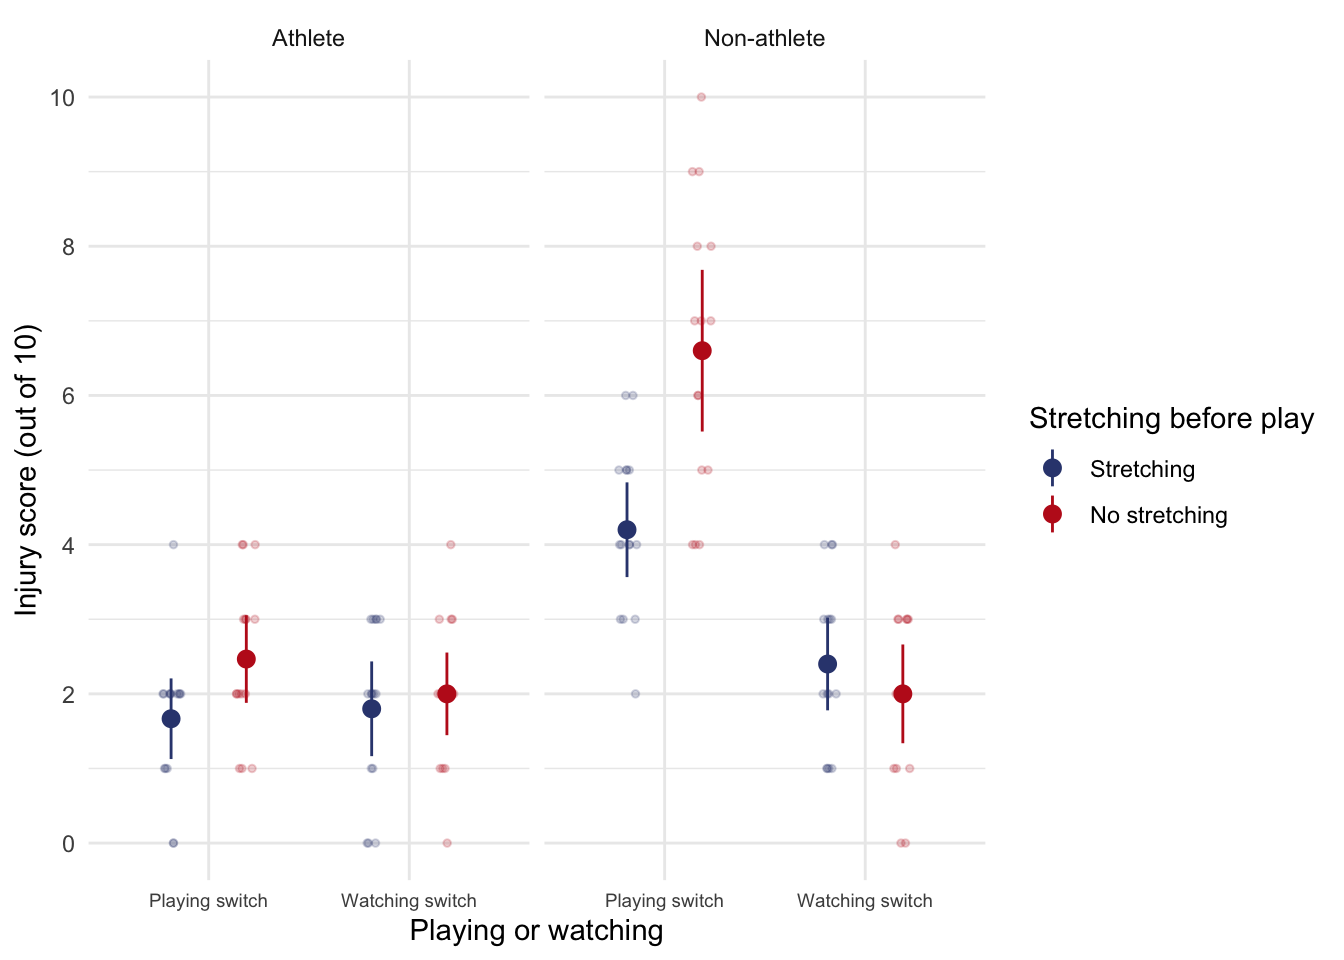 Athlete
Non-athlete
10
8
6
4
2
0
Injury score (out of 10)
Playing switch
Watching switch
Playing switch
Watching switch
Playing or watching
Stretching before play
Stretching
No stretching